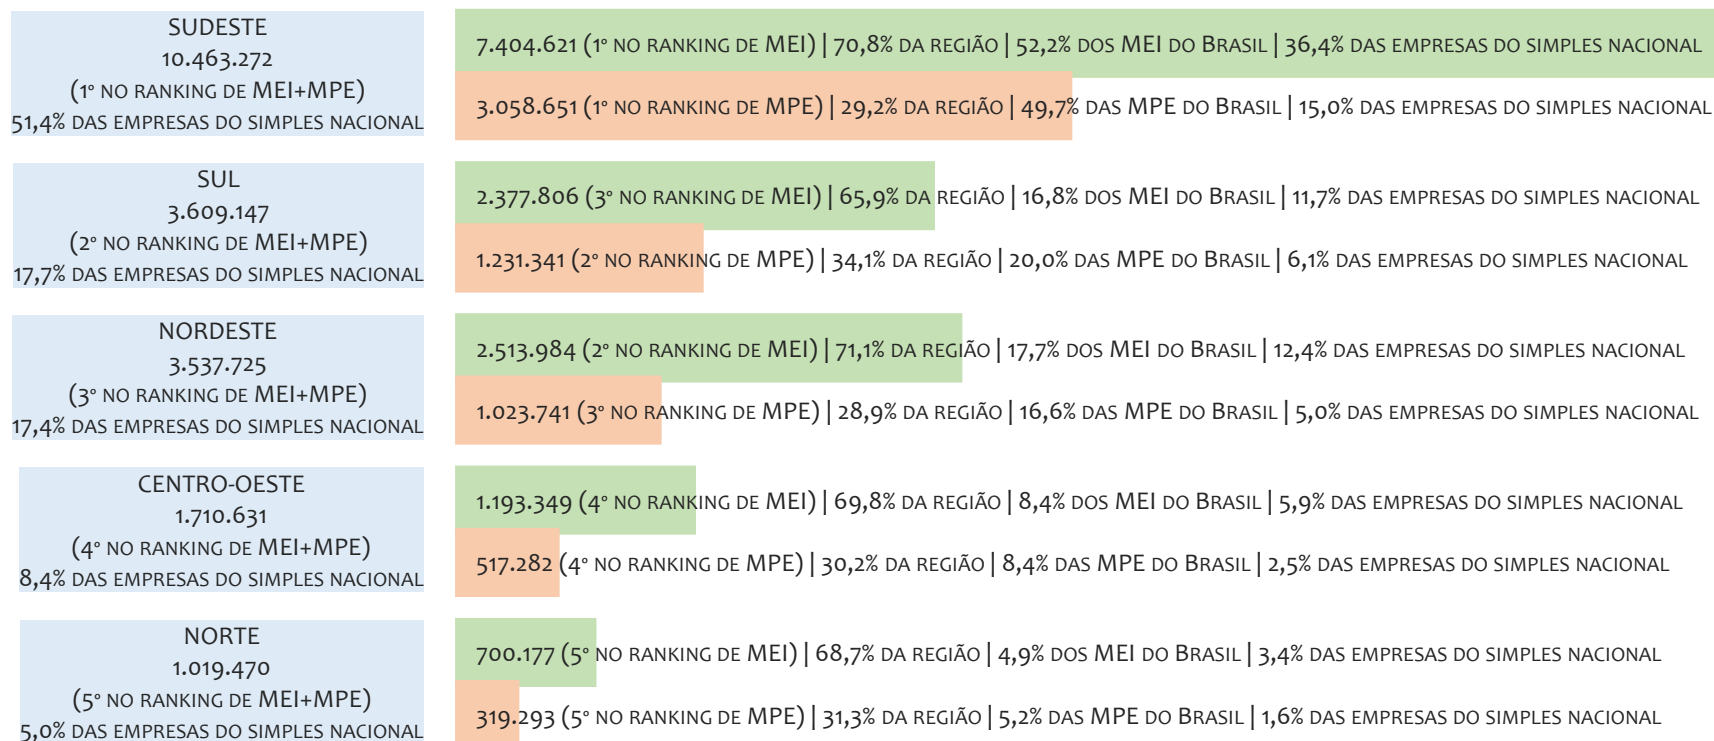 SUDESTE
10.463.272
(1º NO RANKING DE MEI+MPE)
51,4% DAS EMPRESAS DO SIMPLES NACIONAL
7.404.621 (1º NO RANKING DE MEI) | 70,8% DA REGIÃO | 52,2% DOS MEI DO BRASIL | 36,4% DAS EMPRESAS DO SIMPLES NACIONAL
3.058.651 (1º NO RANKING DE MPE) | 29,2% DA REGIÃO | 49,7% DAS MPE DO BRASIL | 15,0% DAS EMPRESAS DO SIMPLES NACIONAL
SUL
3.609.147
(2º NO RANKING DE MEI+MPE)
17,7% DAS EMPRESAS DO SIMPLES NACIONAL
2.377.806 (3º NO RANKING DE MEI) | 65,9% DA REGIÃO | 16,8% DOS MEI DO BRASIL | 11,7% DAS EMPRESAS DO SIMPLES NACIONAL
1.231.341 (2º NO RANKING DE MPE) | 34,1% DA REGIÃO | 20,0% DAS MPE DO BRASIL | 6,1% DAS EMPRESAS DO SIMPLES NACIONAL
NORDESTE
3.537.725
(3º NO RANKING DE MEI+MPE)
17,4% DAS EMPRESAS DO SIMPLES NACIONAL
2.513.984 (2º NO RANKING DE MEI) | 71,1% DA REGIÃO | 17,7% DOS MEI DO BRASIL | 12,4% DAS EMPRESAS DO SIMPLES NACIONAL
1.023.741 (3º NO RANKING DE MPE) | 28,9% DA REGIÃO | 16,6% DAS MPE DO BRASIL | 5,0% DAS EMPRESAS DO SIMPLES NACIONAL
CENTRO-OESTE
1.710.631
(4º NO RANKING DE MEI+MPE)
8,4% DAS EMPRESAS DO SIMPLES NACIONAL
1.193.349 (4º NO RANKING DE MEI) | 69,8% DA REGIÃO | 8,4% DOS MEI DO BRASIL | 5,9% DAS EMPRESAS DO SIMPLES NACIONAL
517.282 (4º NO RANKING DE MPE) | 30,2% DA REGIÃO | 8,4% DAS MPE DO BRASIL | 2,5% DAS EMPRESAS DO SIMPLES NACIONAL
NORTE
1.019.470
(5º NO RANKING DE MEI+MPE)
5,0% DAS EMPRESAS DO SIMPLES NACIONAL
700.177 (5º NO RANKING DE MEI) | 68,7% DA REGIÃO | 4,9% DOS MEI DO BRASIL | 3,4% DAS EMPRESAS DO SIMPLES NACIONAL
319.293 (5º NO RANKING DE MPE) | 31,3% DA REGIÃO | 5,2% DAS MPE DO BRASIL | 1,6% DAS EMPRESAS DO SIMPLES NACIONAL